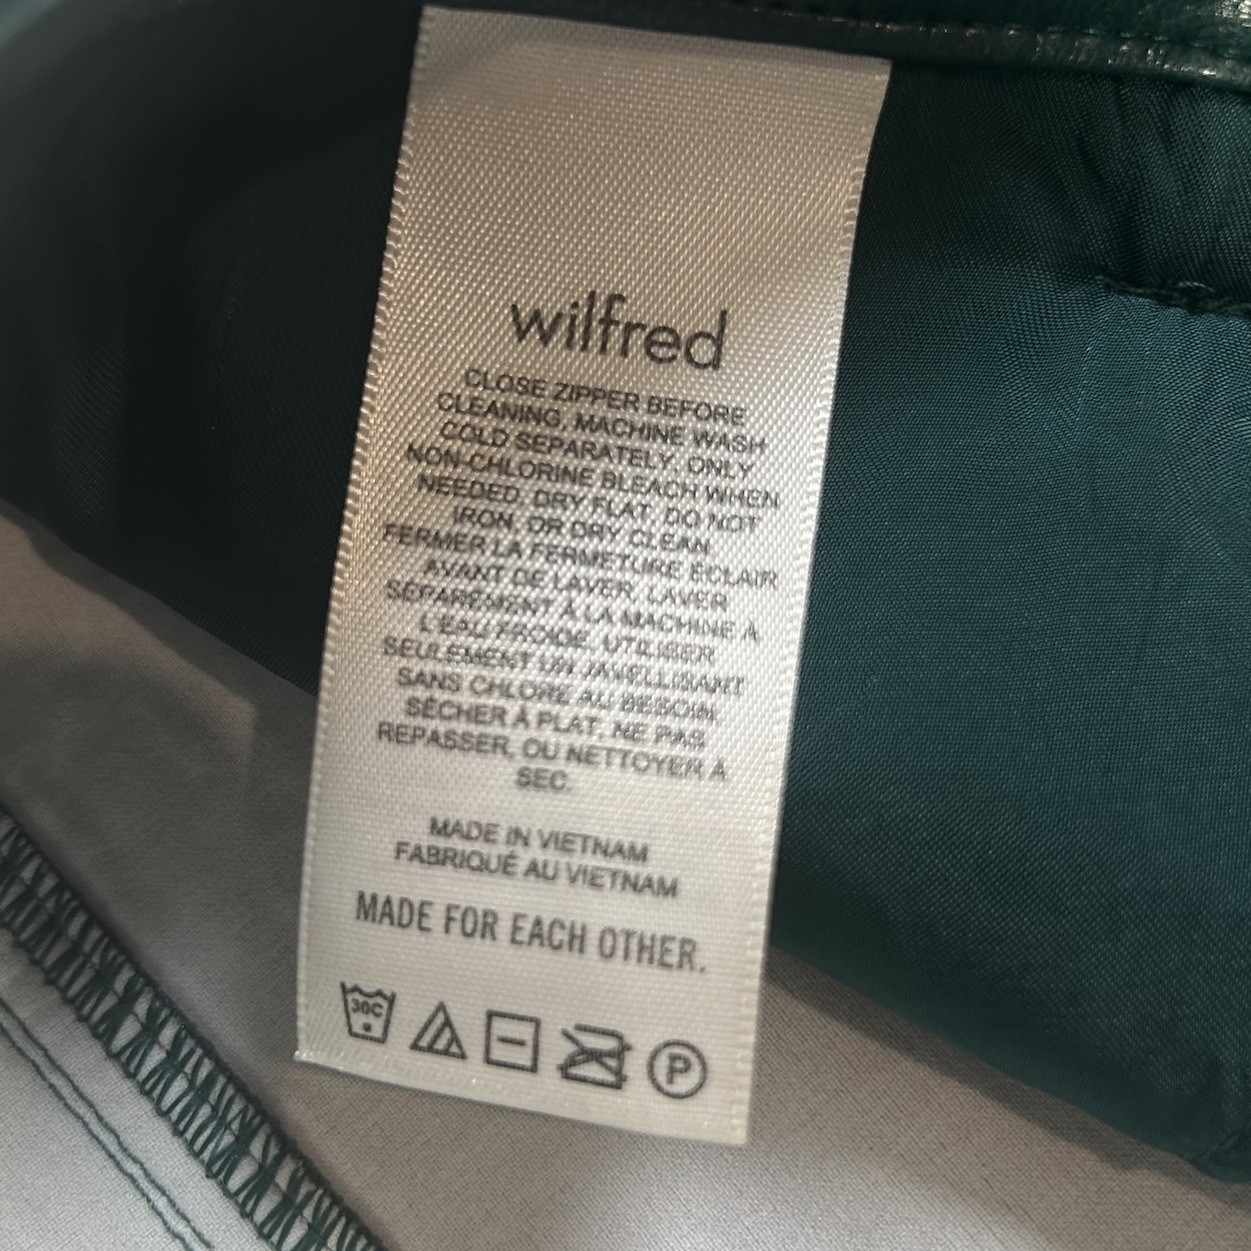 wilfred
CLOSE ZIPPER BEFORE
CLEANING. MACHINE WASH
COLD SEPARATELY. ONLY
NON-CHLORINE BLEACH WHEN
NEEDED. DRY FLAT. DO NOT
IRON. OR DRY CLEAN.
FERMER LA FERMETURE ÉCLAIR
AVANT DE LAVER. LAVER
SÉPARÉMENT À LA MACHINE À
L'EAU FROIDE. UTILISER
SEULEMENT UN JAVELLISANT
SANS CHLORE AU BESOIN.
SÉCHER À PLAT. NE PAS
REPASSER. OU NETTOYER À
SEC.
MADE IN VIETNAM
FABRIQUÉ AU VIETNAM
MADE FOR EACH OTHER.
30C P